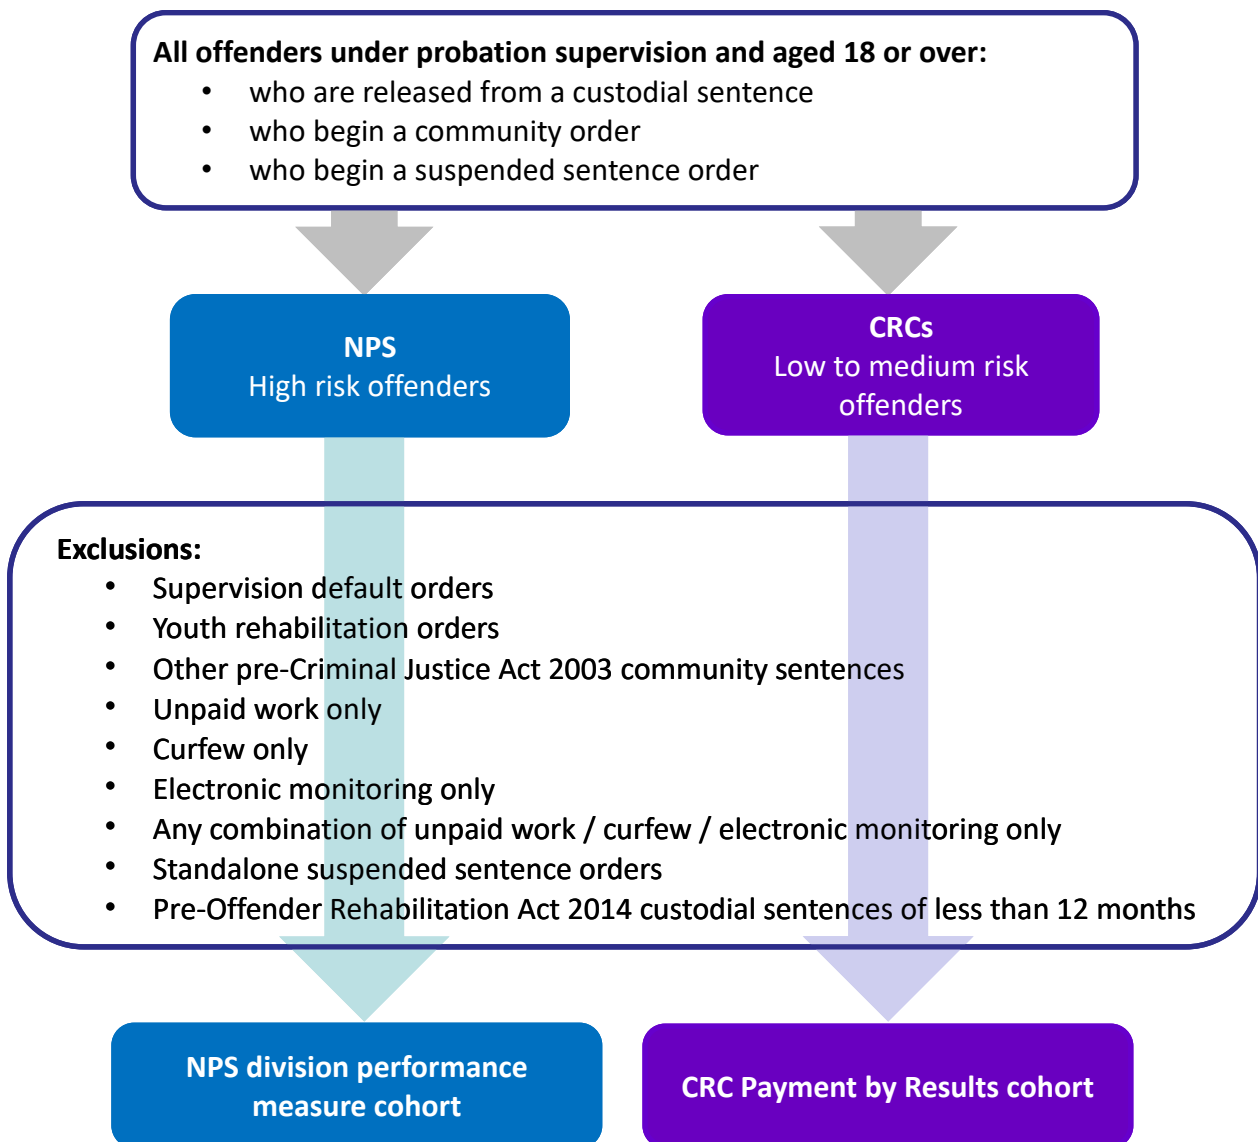 All offenders under probation supervision and aged 18 or over:
• who are released from a custodial sentence
• who begin a community order
• who begin a suspended sentence order
NPS
High risk offenders
CRCs
Low to medium risk
offenders
Exclusions:
• Supervision default orders
• Youth rehabilitation orders
• Other pre-Criminal Justice Act 2003 community sentences
• Unpaid work only
• Curfew only
• Electronic monitoring only
• Any combination of unpaid work / curfew / electronic monitoring only
• Standalone suspended sentence orders
• Pre-Offender Rehabilitation Act 2014 custodial sentences of less than 12 months
NPS division performance
measure cohort
CRC Payment by Results cohort